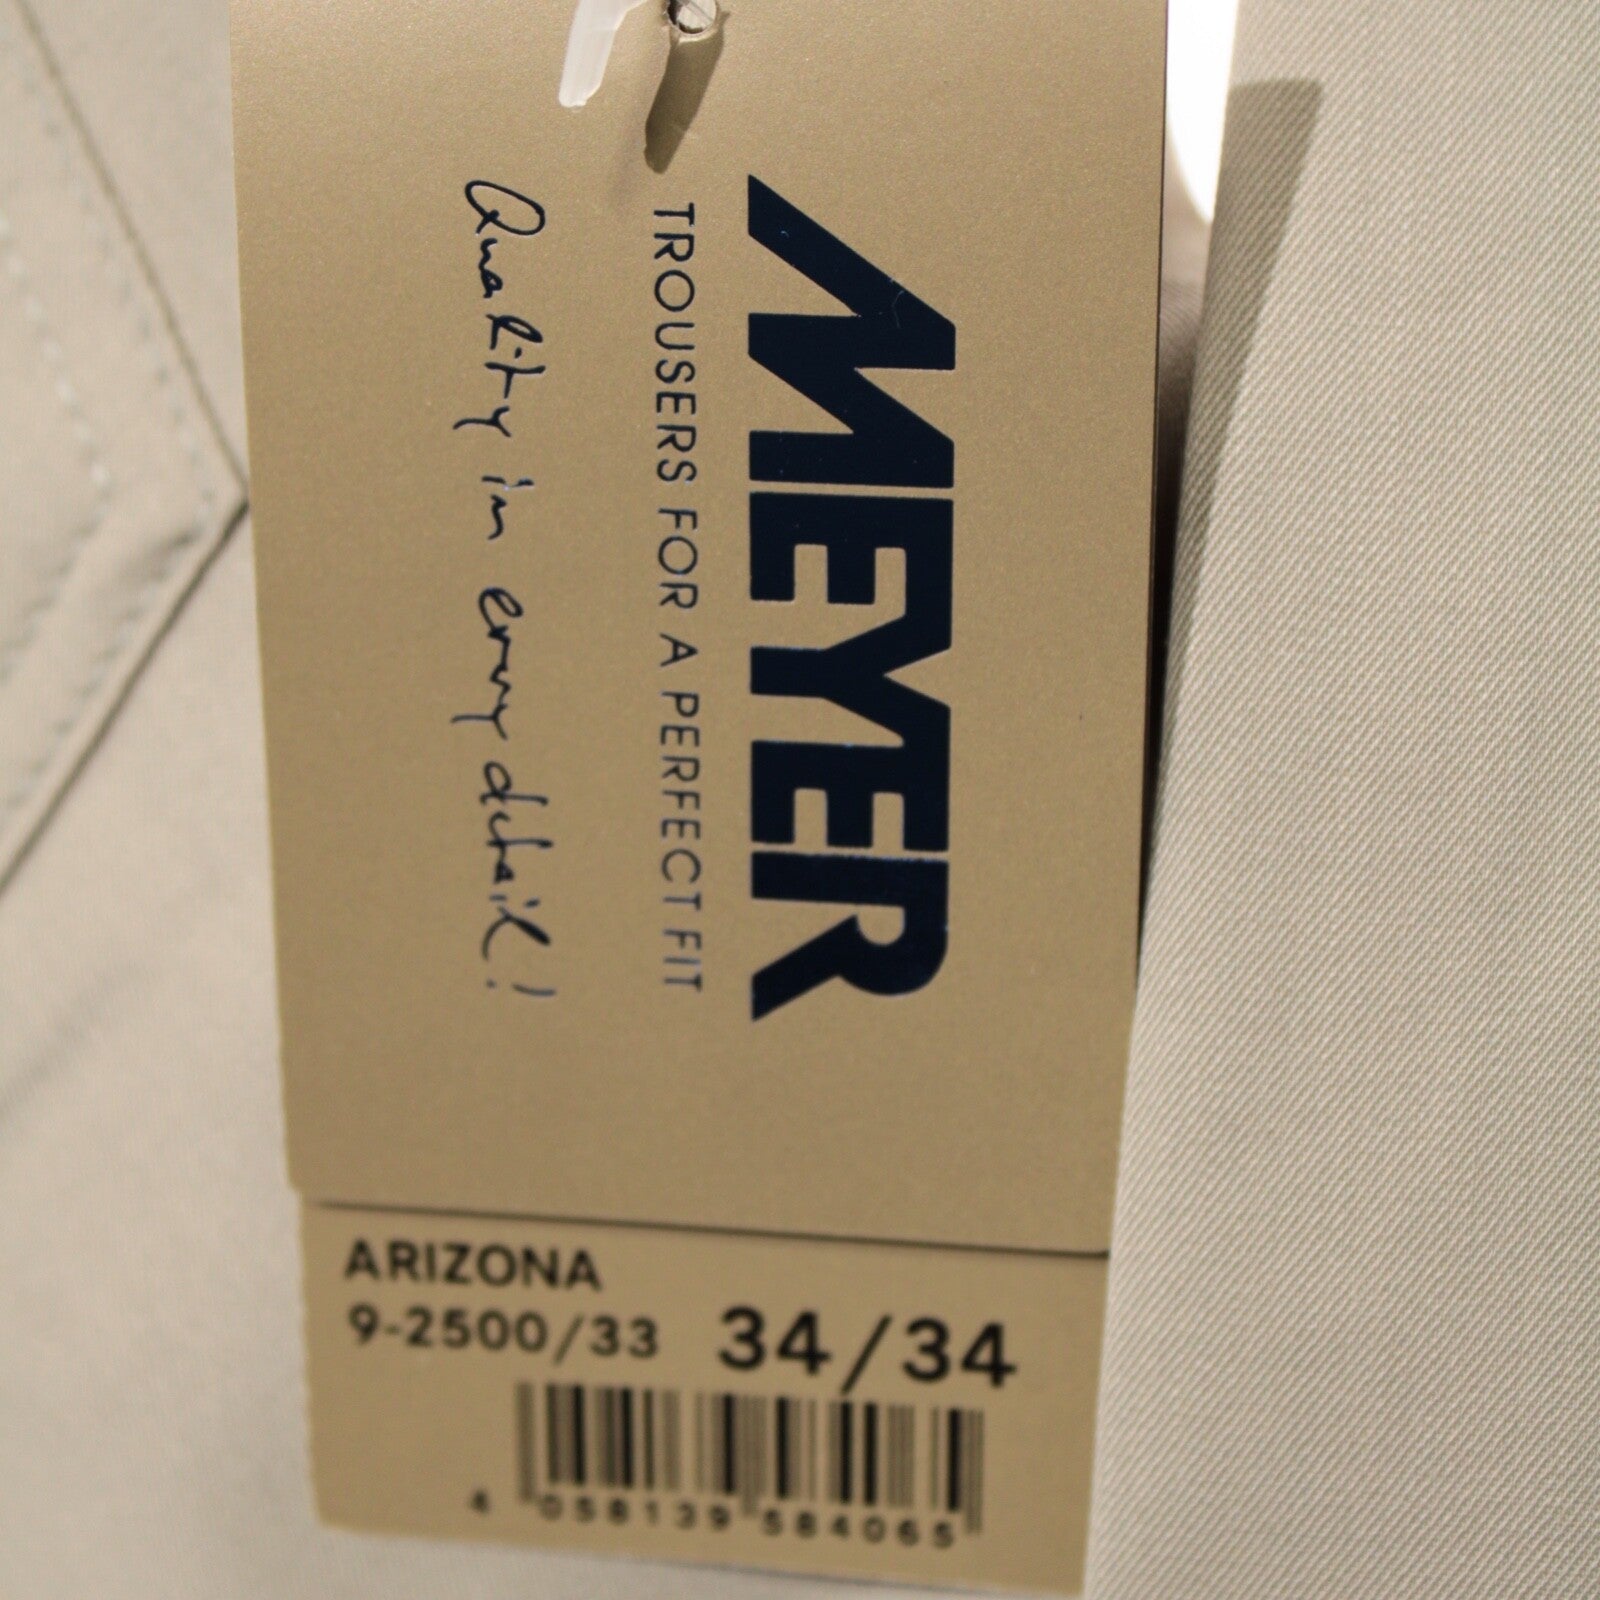 MEYER
TROUSERS FOR A PERFECT FIT
Quality in every detail!
ARIZONA
9-2500/33 34/34
4 058139 584065